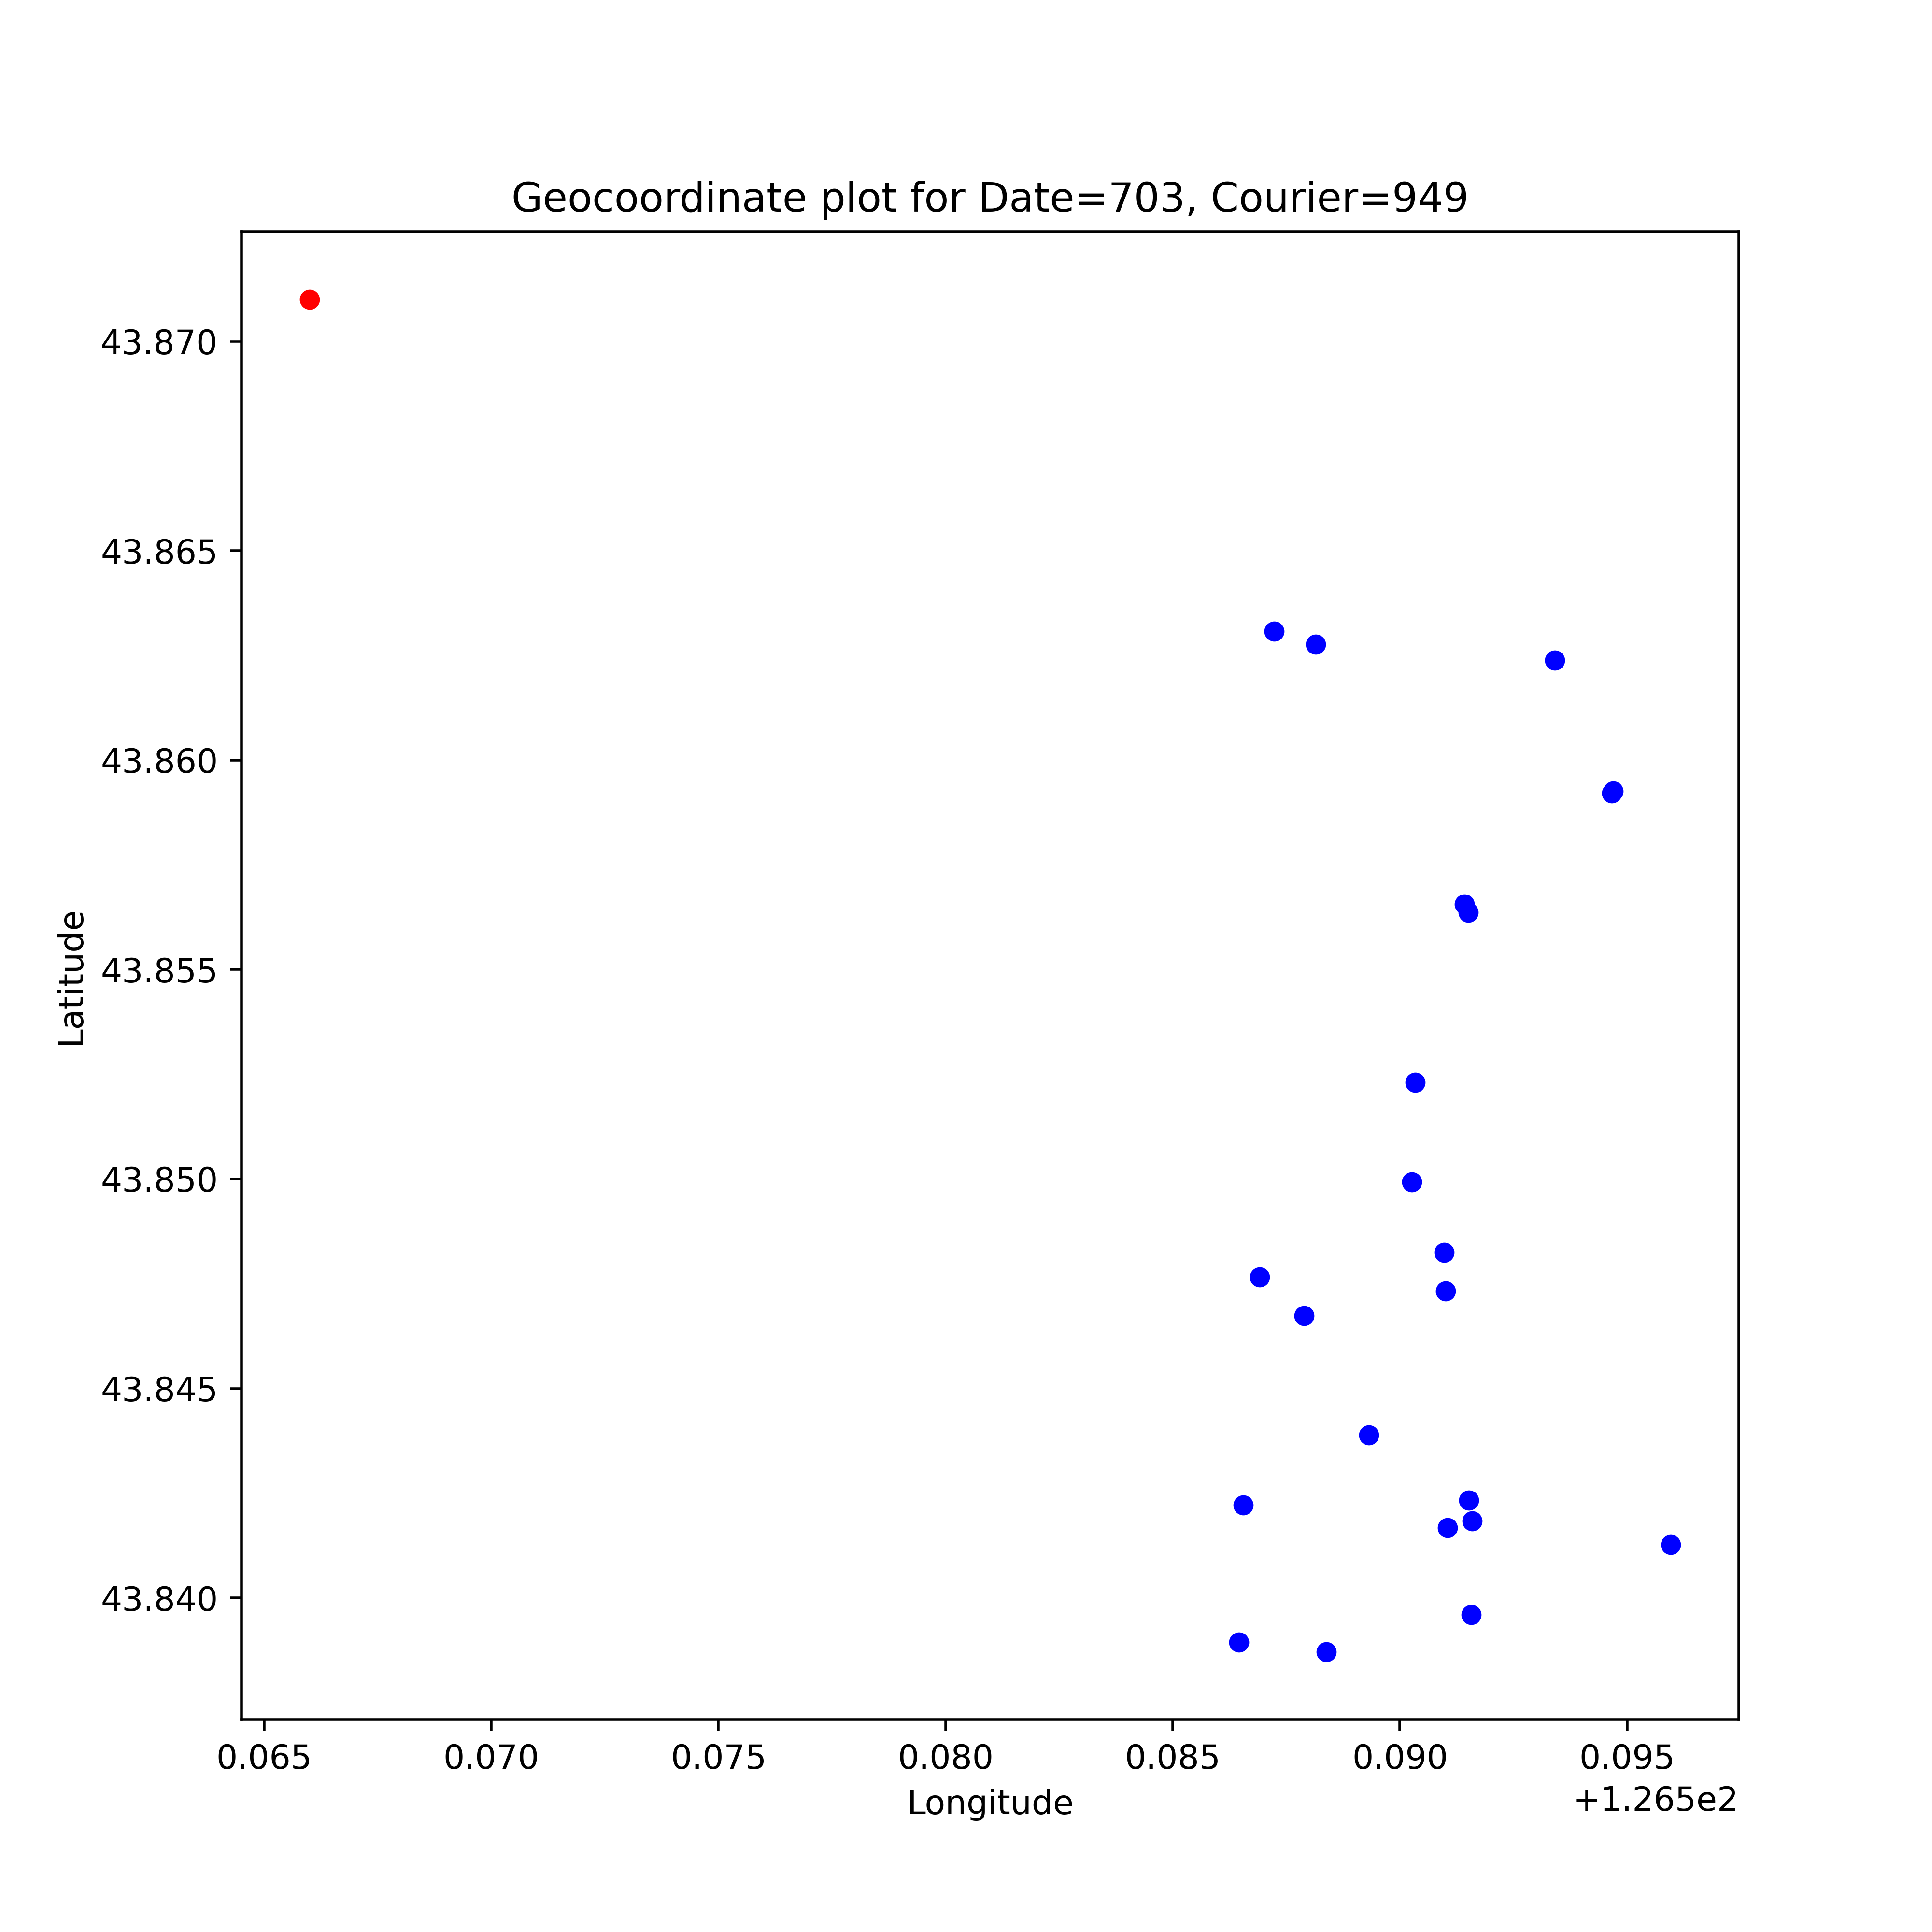 Geocoordinate plot for Date=703, Courier=949
43.870
43.865
43.860
43.855
43.850
43.845
43.840
Latitude
0.065 0.070 0.075 0.080 0.085 0.090 0.095
Longitude
+1.265e2